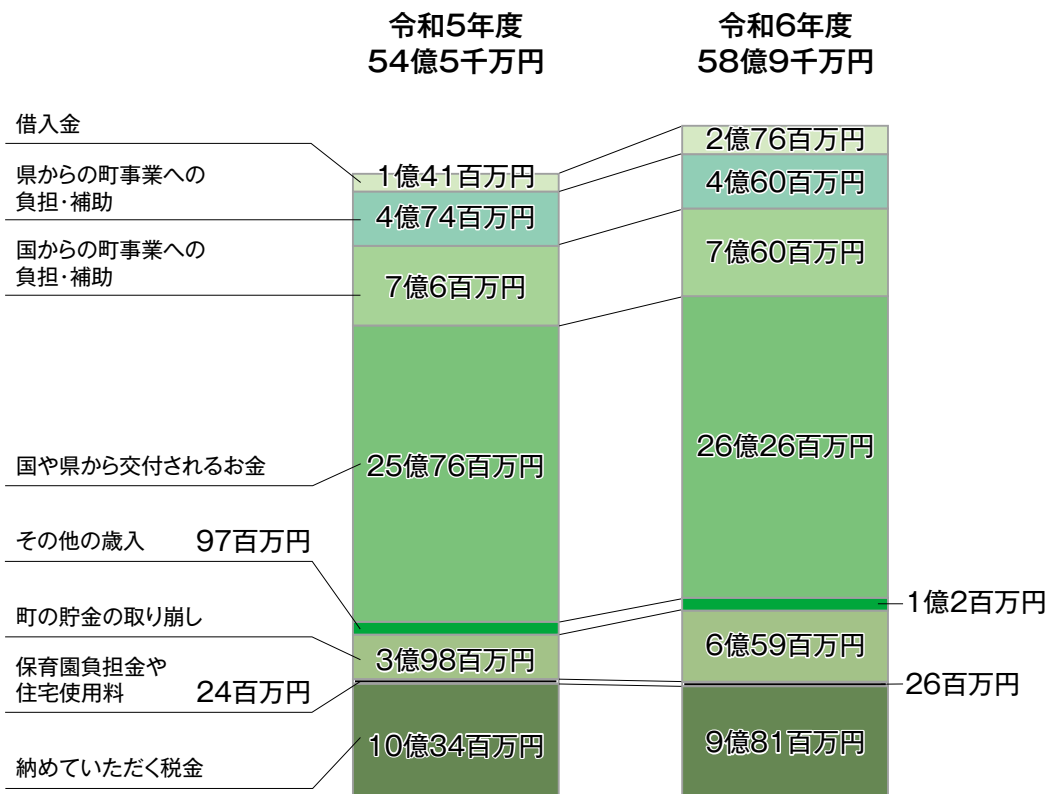 令和5年度
54億5千万円
令和6年度
58億9千万円
借入金
1億41百万円
2億76百万円
県からの町事業への
負担・補助
4億74百万円
4億60百万円
国からの町事業への
負担・補助
7億6百万円
7億60百万円
国や県から交付されるお金
25億76百万円
26億26百万円
その他の歳入
97百万円
1億2百万円
町の貯金の取り崩し
3億98百万円
6億59百万円
保育園負担金や
住宅使用料
24百万円
26百万円
納めていただく税金
10億34百万円
9億81百万円